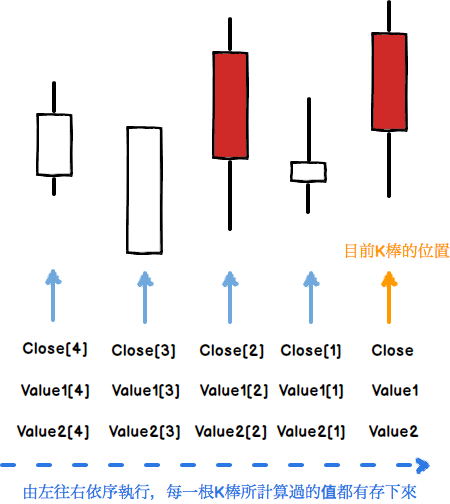 目前K棒的位置
Close[4] Close[3] Close[2] Close[1] Close
Value1[4] Value1[3] Value1[2] Value1[1] Value1
Value2[4] Value2[3] Value2[2] Value2[1] Value2
由左往右依序執行，每一根K棒所計算過的值都有存下來